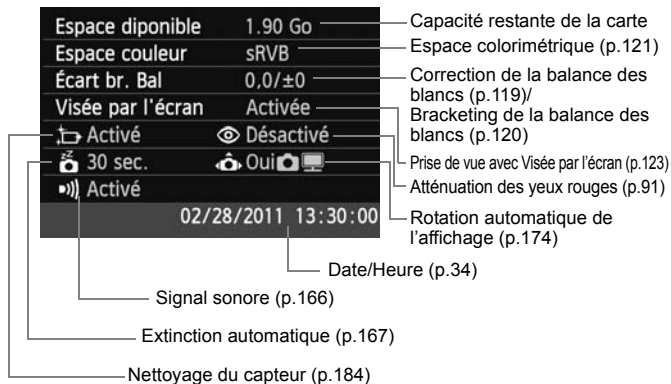 Espace diponible 1.90 Go
Espace couleur sRVB
Écart br. Bal 0,0/±0
Visée par l'écran Activée
Activé Désactivé
30 sec. Oui
Activé
02/28/2011 13:30:00
Capacité restante de la carte
Espace colorimétrique (p.121)
Correction de la balance des
blancs (p.119)/
Bracketing de la balance des
blancs (p.120)
Prise de vue avec Visée par l’écran (p.123)
Atténuation des yeux rouges (p.91)
Rotation automatique de
l’affichage (p.174)
Date/Heure (p.34)
Signal sonore (p.166)
Extinction automatique (p.167)
Nettoyage du capteur (p.184)